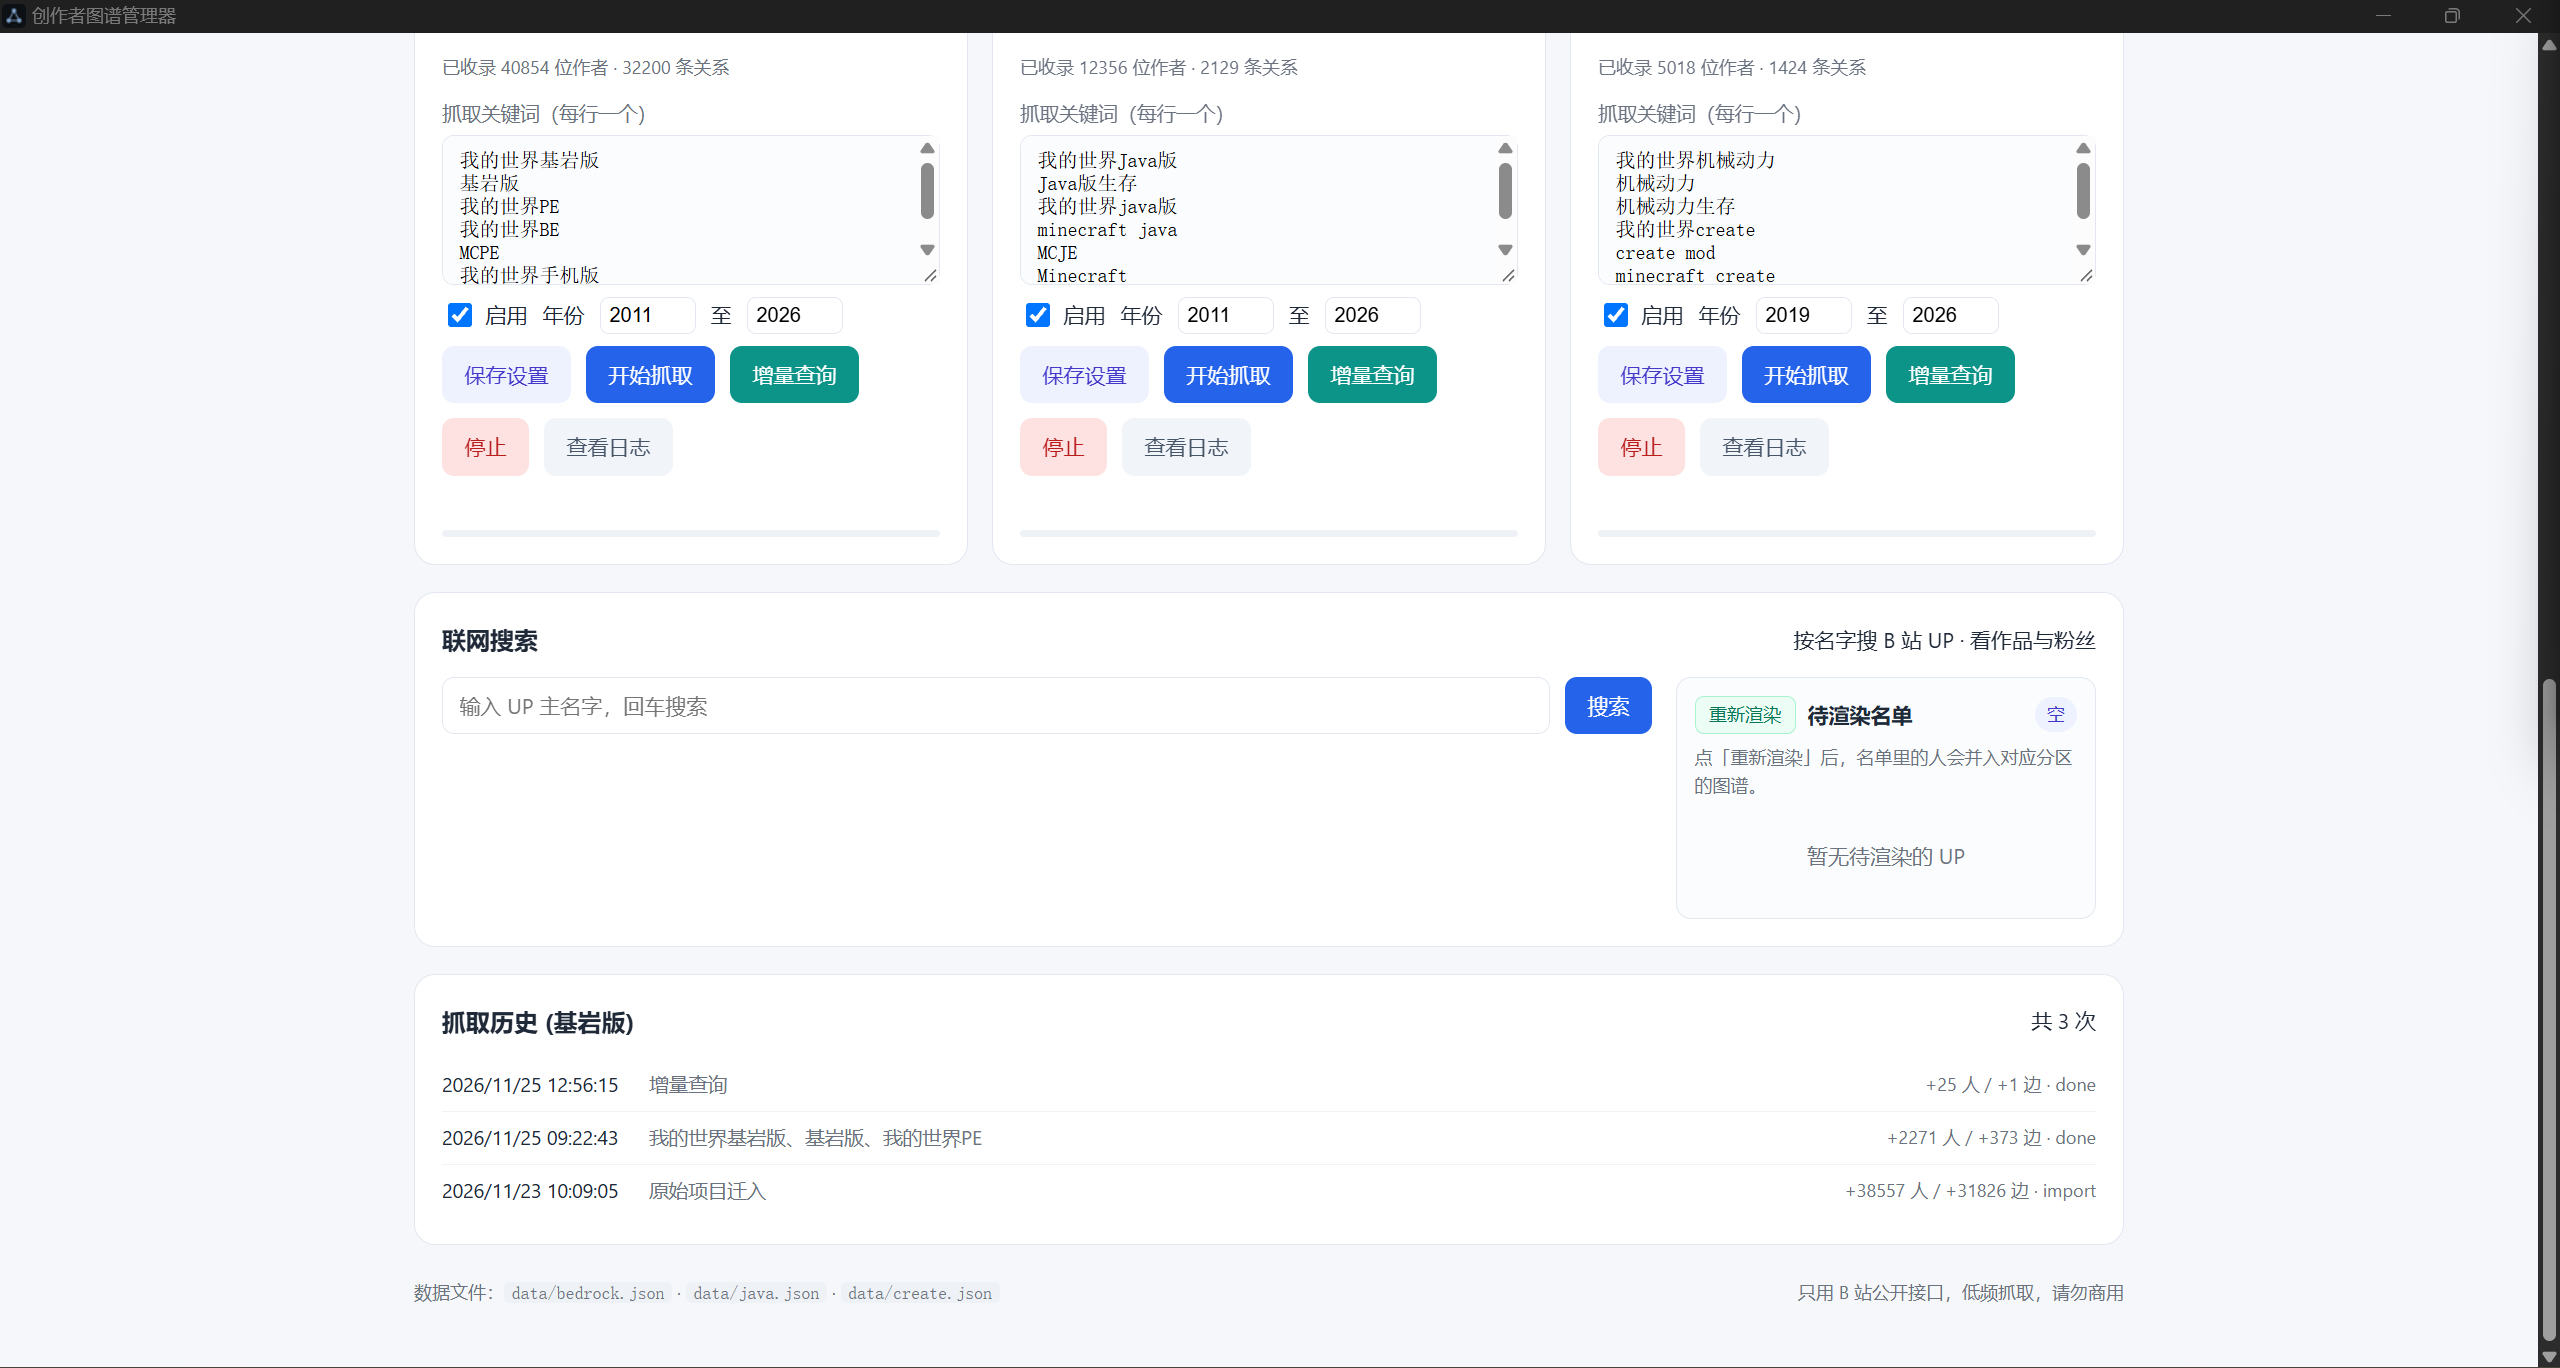 创作者图谱管理器
已收录 40854 位作者 · 32200 条关系
抓取关键词（每行一个）
我的世界基岩版
基岩版
我的世界PE
我的世界BE
MCPE
我的世界手机版
启用 年份 2011 至 2026
保存设置 开始抓取 增量查询
停止 查看日志
已收录 12356 位作者 · 2129 条关系
抓取关键词（每行一个）
我的世界Java版
Java版生存
我的世界java版
minecraft java
MCJE
Minecraft
启用 年份 2011 至 2026
保存设置 开始抓取 增量查询
停止 查看日志
已收录 5018 位作者 · 1424 条关系
抓取关键词（每行一个）
我的世界机械动力
机械动力
机械动力生存
我的世界create
create mod
minecraft create
启用 年份 2019 至 2026
保存设置 开始抓取 增量查询
停止 查看日志
联网搜索
按名字搜 B 站 UP · 看作品与粉丝
输入 UP 主名字，回车搜索
搜索
重新渲染 待渲染名单 空
点「重新渲染」后，名单里的人会并入对应分区
的图谱。
暂无待渲染的 UP
抓取历史 (基岩版) 共 3 次
2026/11/25 12:56:15 增量查询 +25 人 / +1 边 · done
2026/11/25 09:22:43 我的世界基岩版、基岩版、我的世界PE +2271 人 / +373 边 · done
2026/11/23 10:09:05 原始项目迁入 +38557 人 / +31826 边 · import
数据文件： data/bedrock.json · data/java.json · data/create.json
只用 B 站公开接口，低频抓取，请勿商用